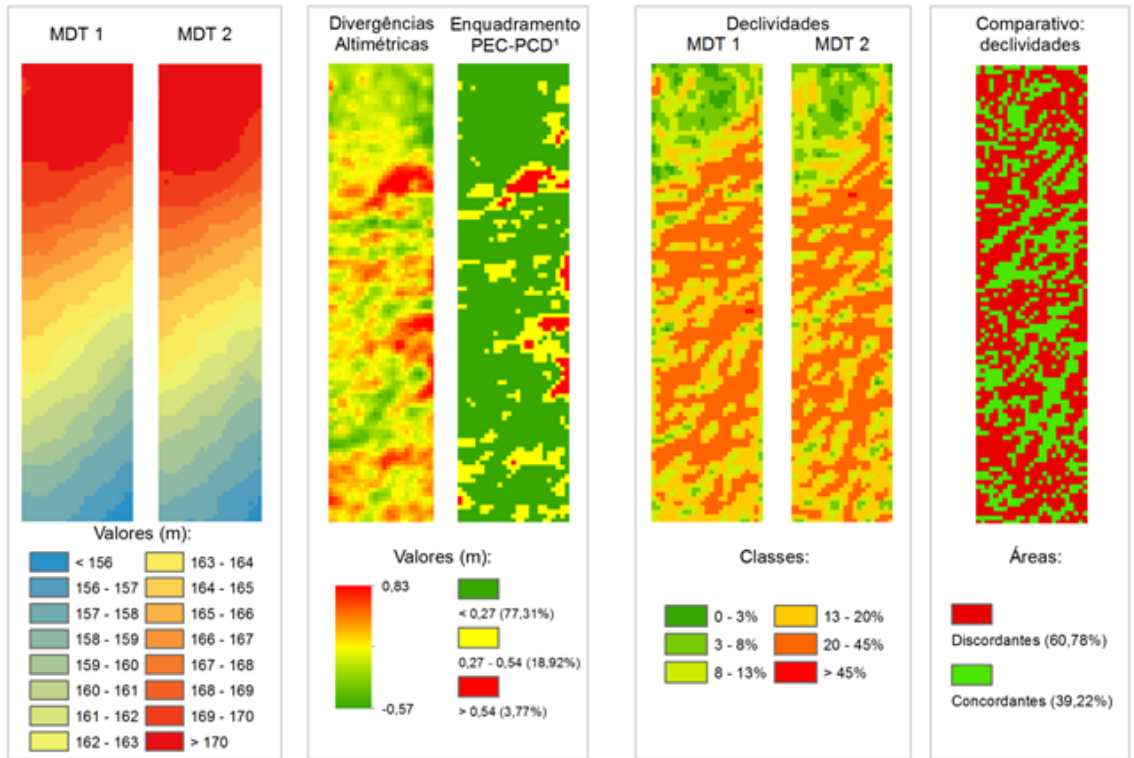 MDT 1
MDT 2
Valores (m):
< 156
156 - 157
157 - 158
158 - 159
159 - 160
160 - 161
161 - 162
162 - 163
163 - 164
164 - 165
165 - 166
166 - 167
167 - 168
168 - 169
169 - 170
> 170
Divergências
Altimétricas
Enquadramento
PEC-PCD¹
Valores (m):
0,83
-0,57
< 0,27 (77,31%)
0,27 - 0,54 (18,92%)
> 0,54 (3,77%)
Declividades
MDT 1
MDT 2
Classes:
0 - 3%
3 - 8%
8 - 13%
13 - 20%
20 - 45%
> 45%
Comparativo:
declividades
Áreas:
Discordantes (60,78%)
Concordantes (39,22%)